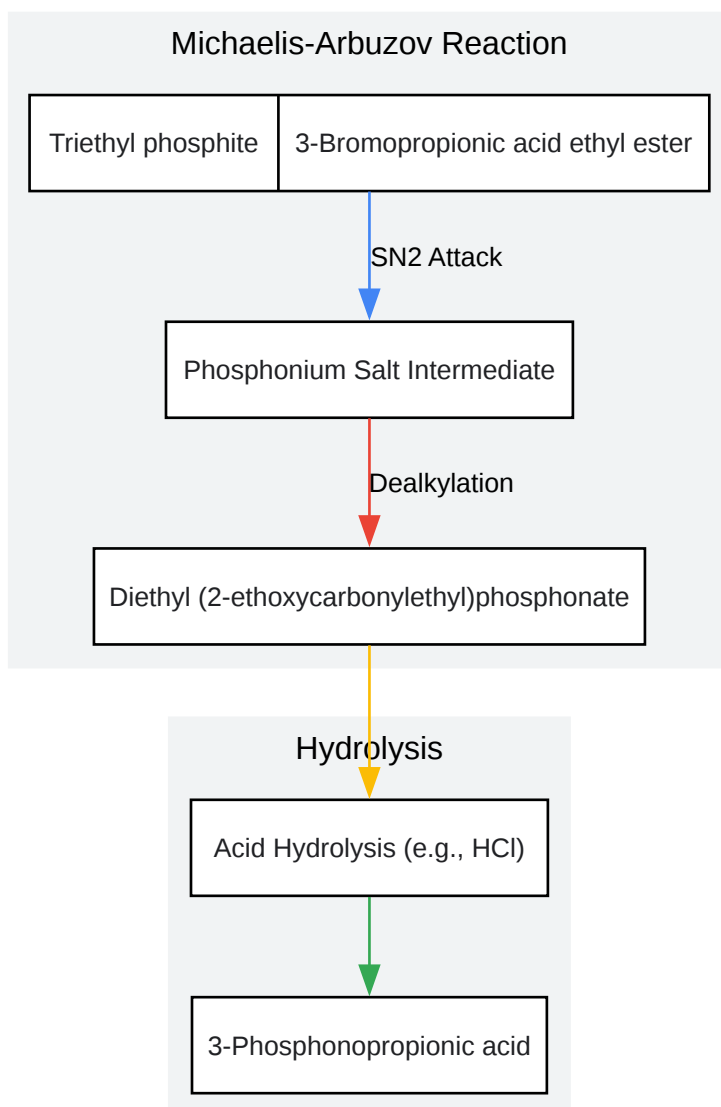 Michaelis-Arbuzov Reaction
Triethyl phosphite
3-Bromopropionic acid ethyl ester
SN2 Attack
Phosphonium Salt Intermediate
Dealkylation
Diethyl (2-ethoxycarbonylethyl)phosphonate
Hydrolysis
Acid Hydrolysis (e.g., HCl)
3-Phosphonopropionic acid